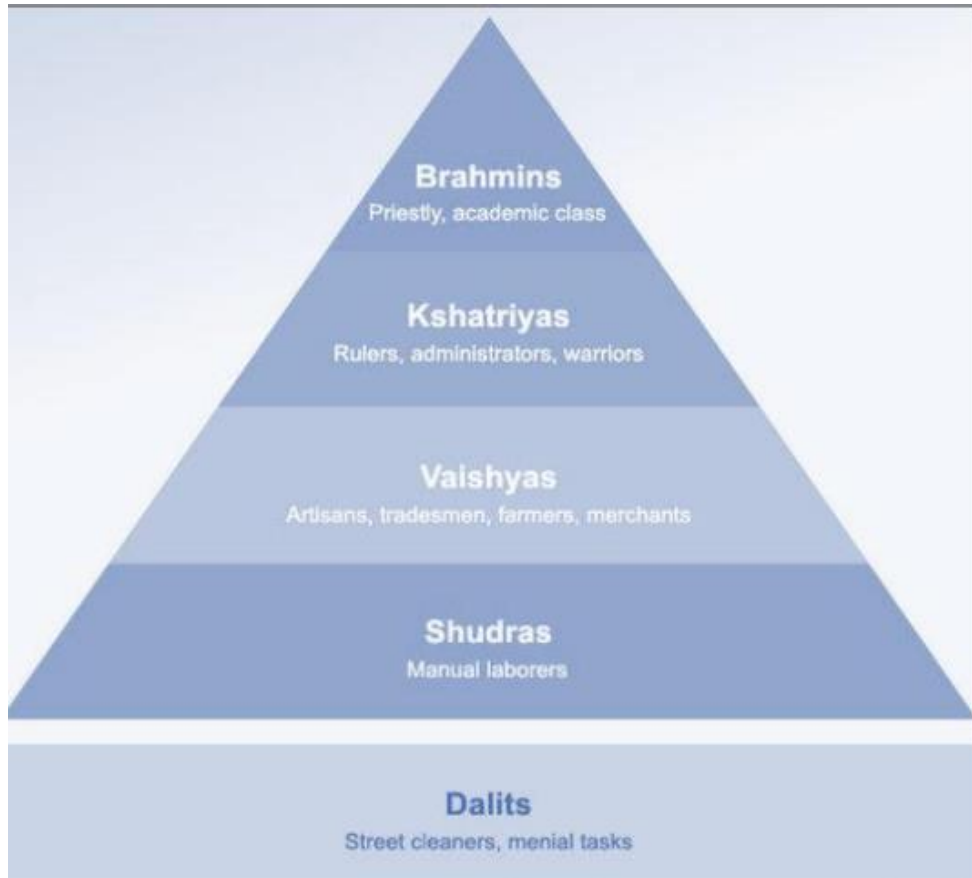 Brahmins
Priestly, academic class
Kshatriyas
Rulers, administrators, warriors
Vaishyas
Artisans, tradesmen, farmers, merchants
Shudras
Manual laborers
Dalits
Street cleaners, menial tasks